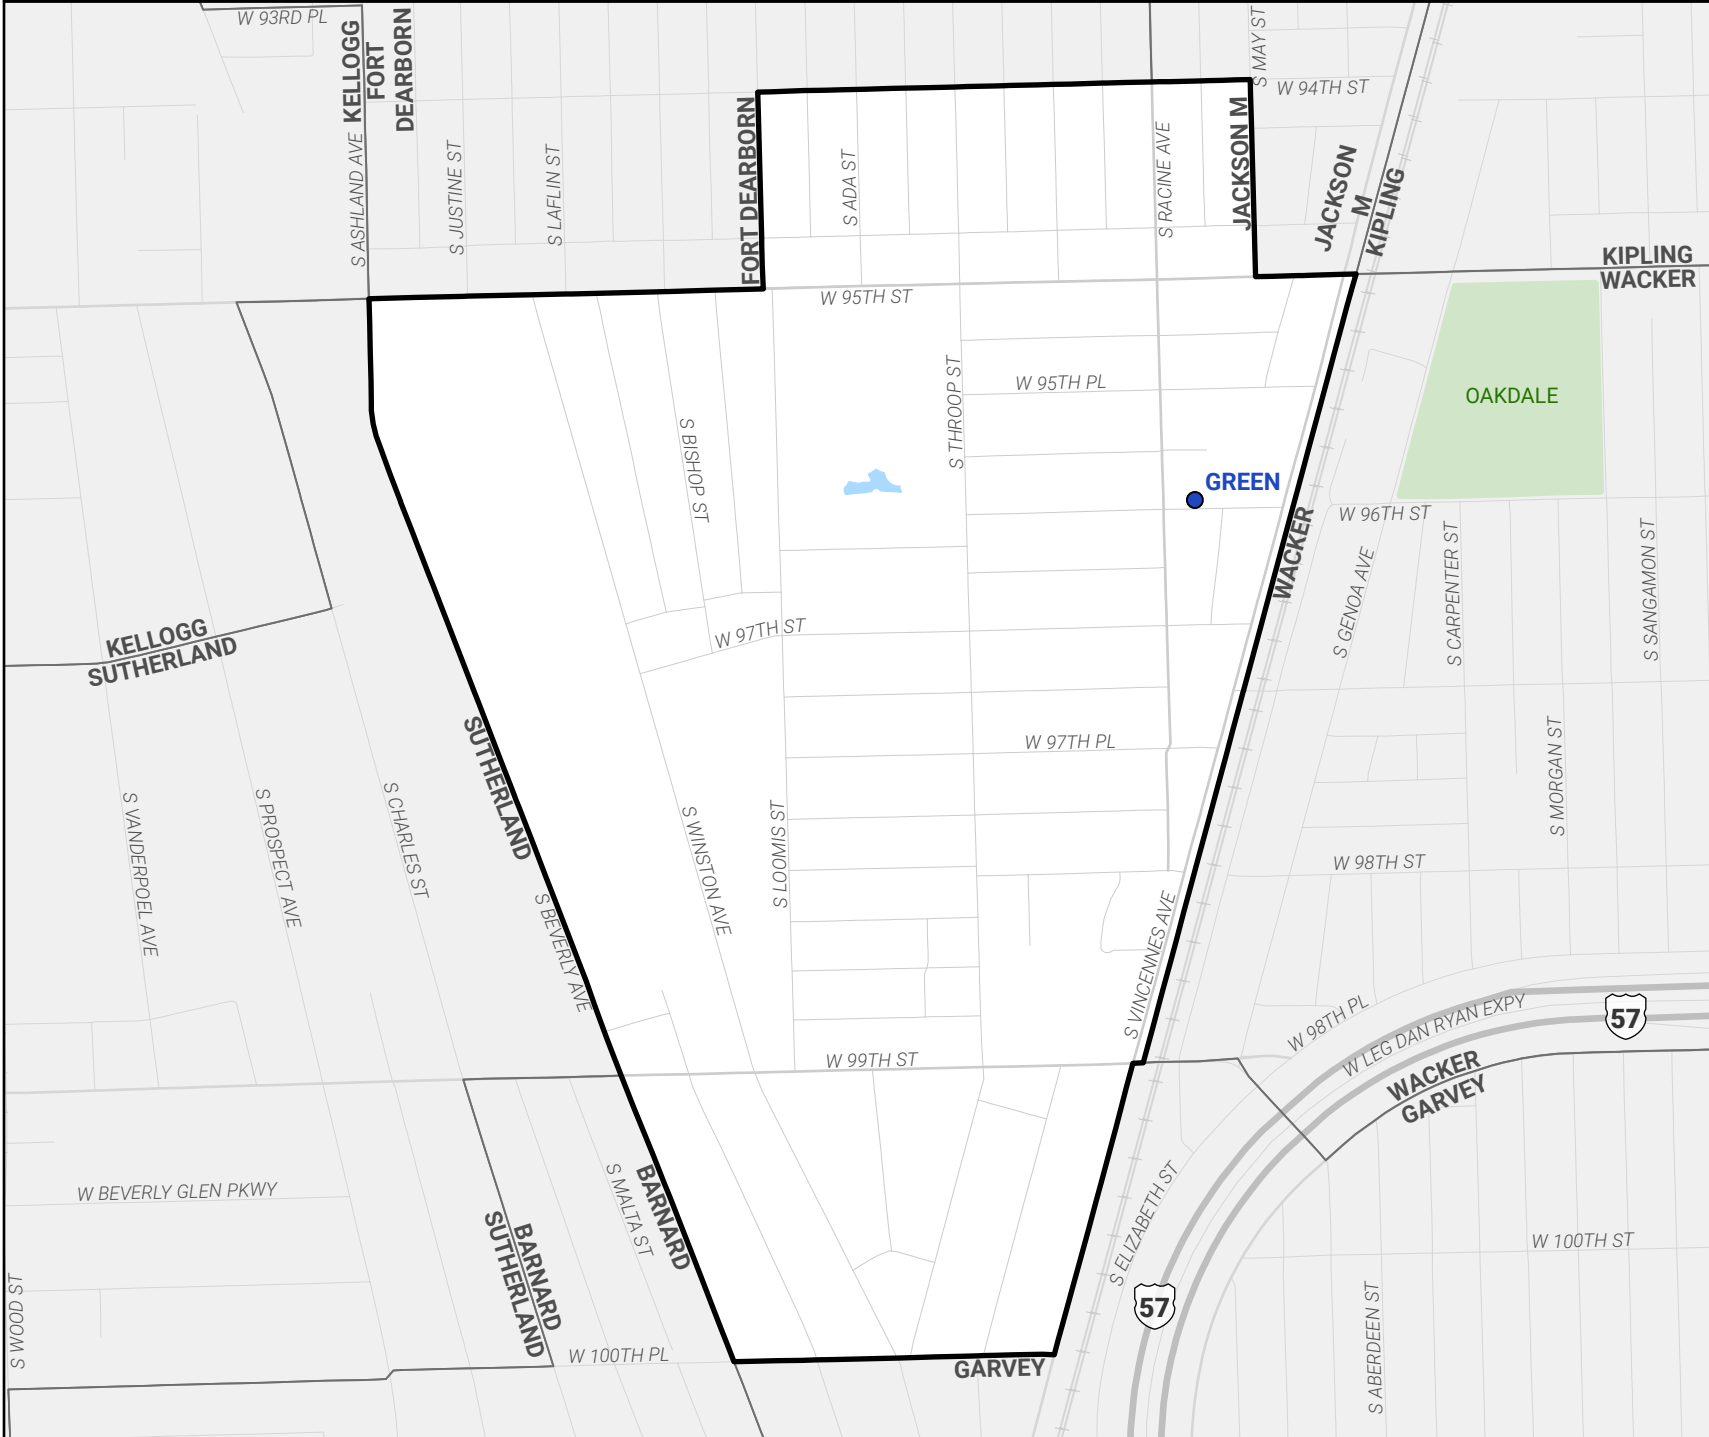 W 93RD PL
KELLOGG
FORT
DEARBORN
S ASHLAND AVE
S JUSTINE ST
S LAFLIN ST
FORT DEARBORN
S ADA ST
S RACINE AVE
JACKSON M
S MAY ST
W 94TH ST
JACKSON
M
KIPLING
KIPLING
WACKER
W 95TH ST
OAKDALE
W 95TH PL
S THROOP ST
S BISHOP ST
GREEN
W 96TH ST
WACKER
S GENOA AVE
S CARPENTER ST
S SANGAMON ST
KELLOGG
SUTHERLAND
W 97TH ST
W 97TH PL
SUTHERLAND
S VANDERPOEL AVE
S PROSPECT AVE
S CHARLES ST
S BEVERLY AVE
S WINSTON AVE
S LOOMIS ST
S MORGAN ST
W 98TH ST
S VINCENNES AVE
W 98TH PL
W LEG DAN RYAN EXPY
57
WACKER
GARVEY
W 99TH ST
W BEVERLY GLEN PKWY
BARNARD
SUTHERLAND
S MALTA ST
BARNARD
S ELIZABETH ST
57
W 100TH ST
S ABERDEEN ST
S WOOD ST
W 100TH PL
GARVEY